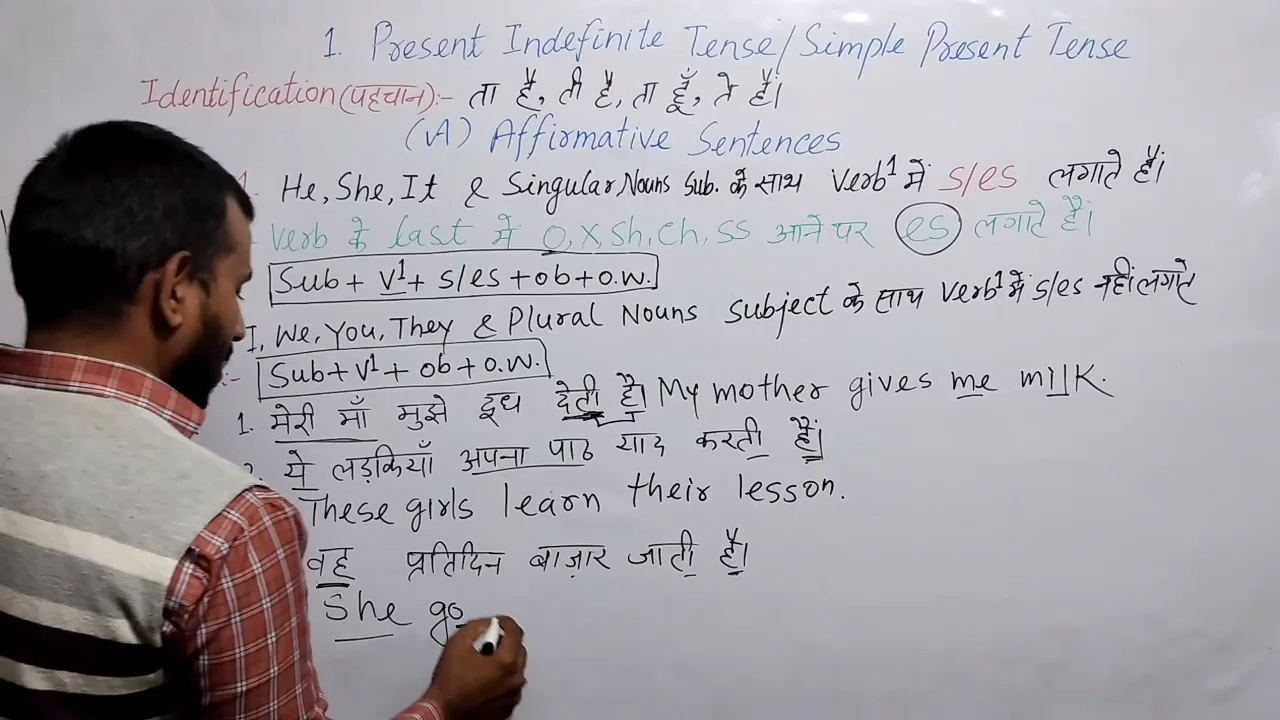 1. Present Indefinite Tense/Simple Present Tense
Identification (पहचान):- ता है, ती है, ता हूँ, ते हैं।
(A) Affirmative Sentences
1. He, She, It & Singular Nouns Sub. के साथ Verb¹ में s/es लगाते हैं।
- Verb के last में o, x, sh, ch, ss आने पर es लगाते हैं।
Sub + V¹ + s/es + ob + o.w.
I, We, You, They & Plural Nouns Subject के साथ Verb¹ में s/es नहीं लगाते
:- Sub + V¹ + ob + o.w.
1. मेरी माँ मुझे दूध देती है। My mother gives me milk.
2. ये लड़कियाँ अपना पाठ याद करती हैं।
These girls learn their lesson.
वह प्रतिदिन बाज़ार जाती है।
She go